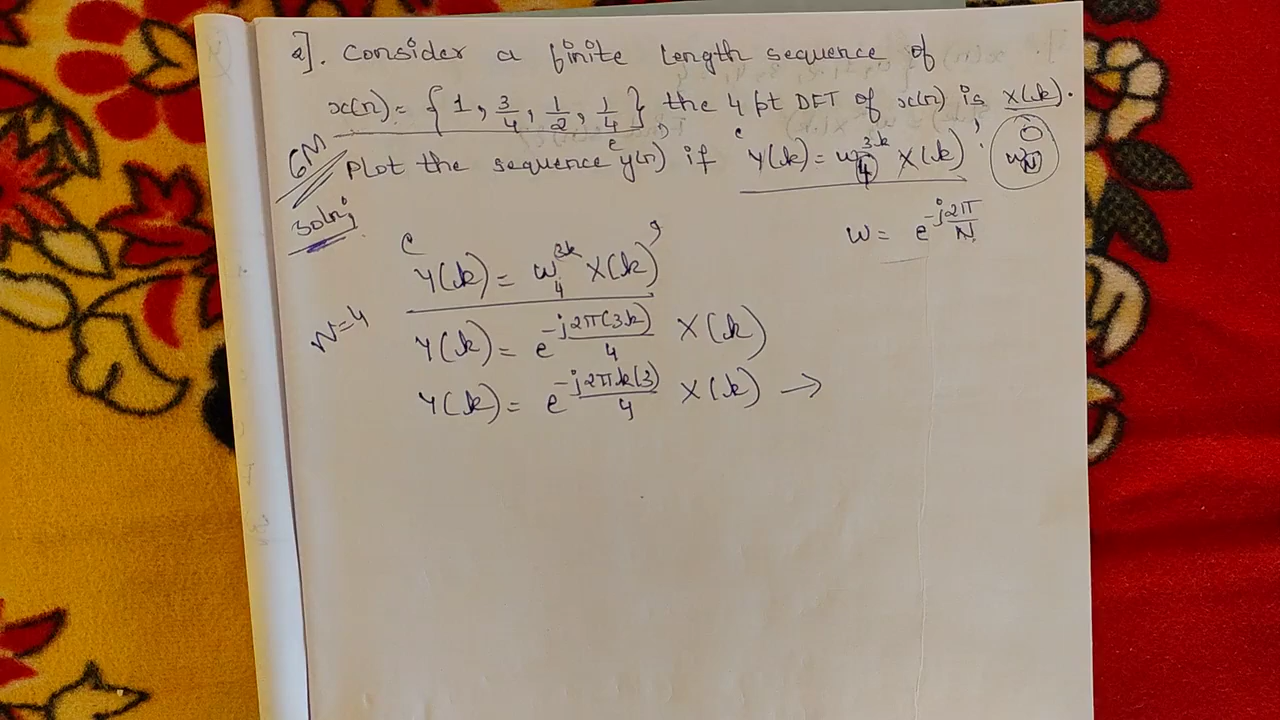 2]. Consider a finite length sequence of
x(n) = {1, 3/4, 1/2, 1/4}, the 4 pt DFT of x(n) is X(k).
6M Plot the sequence 'y(n) if 'Y(k) = w_4^{3k} X(k)'. w_N^0
Soln;
w = e^{-j2π/N}
'Y(k) = w_4^{3k} X(k)'
N=4
Y(k) = e^{-j2π(3k)/4} X(k)
Y(k) = e^{-j2πk(3)/4} X(k) →